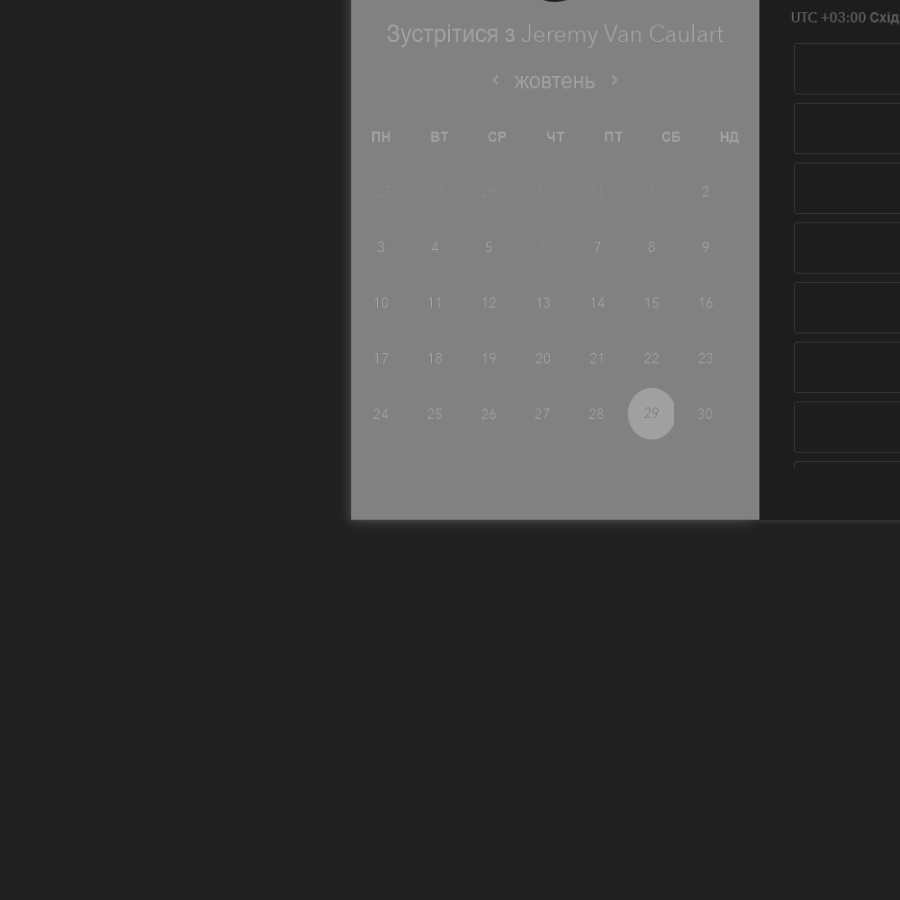 UTC +03:00 Схід
Зустрітися з Jeremy Van Caulart
жовтень
ПН ВТ СР ЧТ ПТ СБ НД
27 28 29 30 31 1 2
3 4 5 6 7 8 9
10 11 12 13 14 15 16
17 18 19 20 21 22 23
24 25 26 27 28 29 30